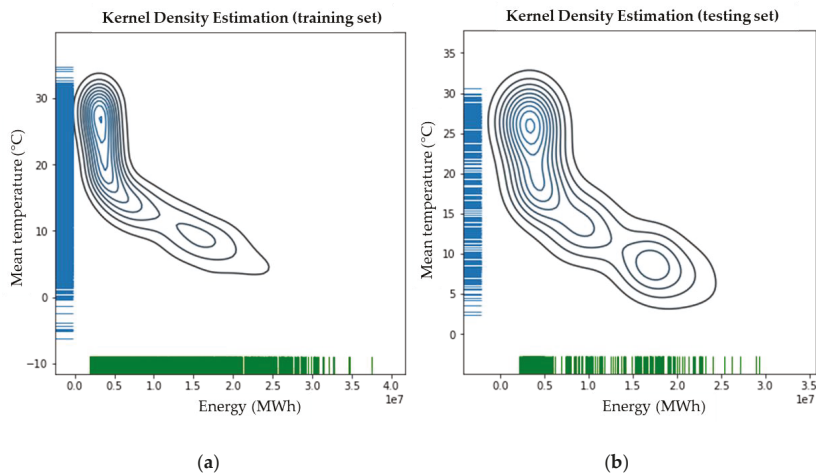 Kernel Density Estimation (training set)
Mean temperature (°C)
30
20
10
0
−10
0.0 0.5 1.0 1.5 2.0 2.5 3.0 3.5 4.0
1e7
Energy (MWh)
(a)
Kernel Density Estimation (testing set)
Mean temperature (°C)
35
30
25
20
15
10
5
0
0.0 0.5 1.0 1.5 2.0 2.5 3.0 3.5
1e7
Energy (MWh)
(b)